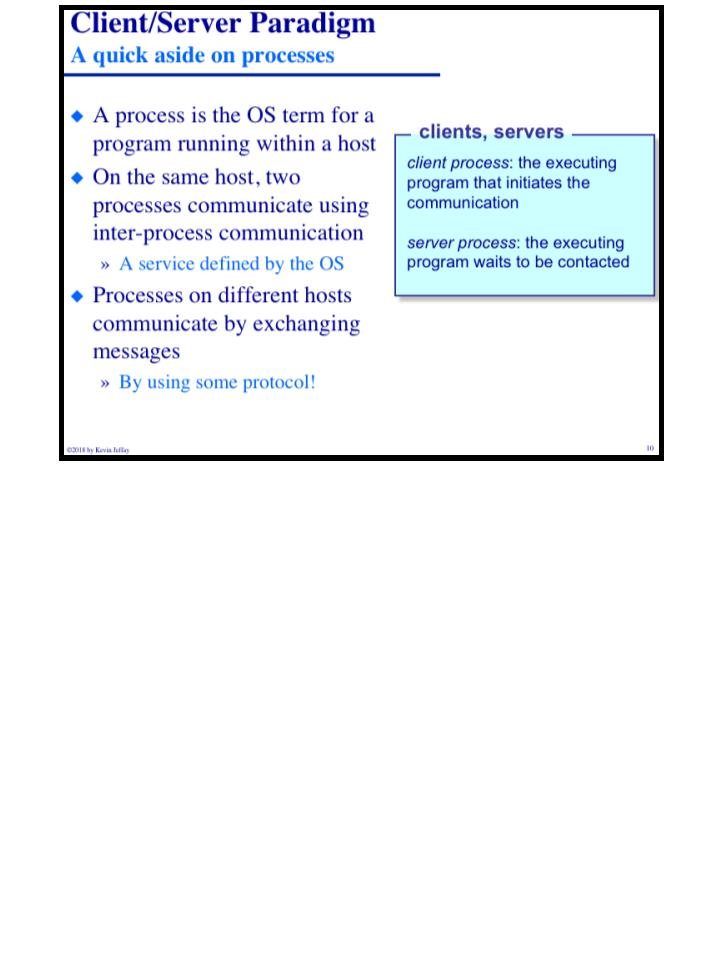 Client/Server Paradigm
A quick aside on processes
◆ A process is the OS term for a
program running within a host
◆ On the same host, two
processes communicate using
inter-process communication
» A service defined by the OS
◆ Processes on different hosts
communicate by exchanging
messages
» By using some protocol!
clients, servers
client process: the executing
program that initiates the
communication
server process: the executing
program waits to be contacted
©2018 by Kevin Jeffay
10